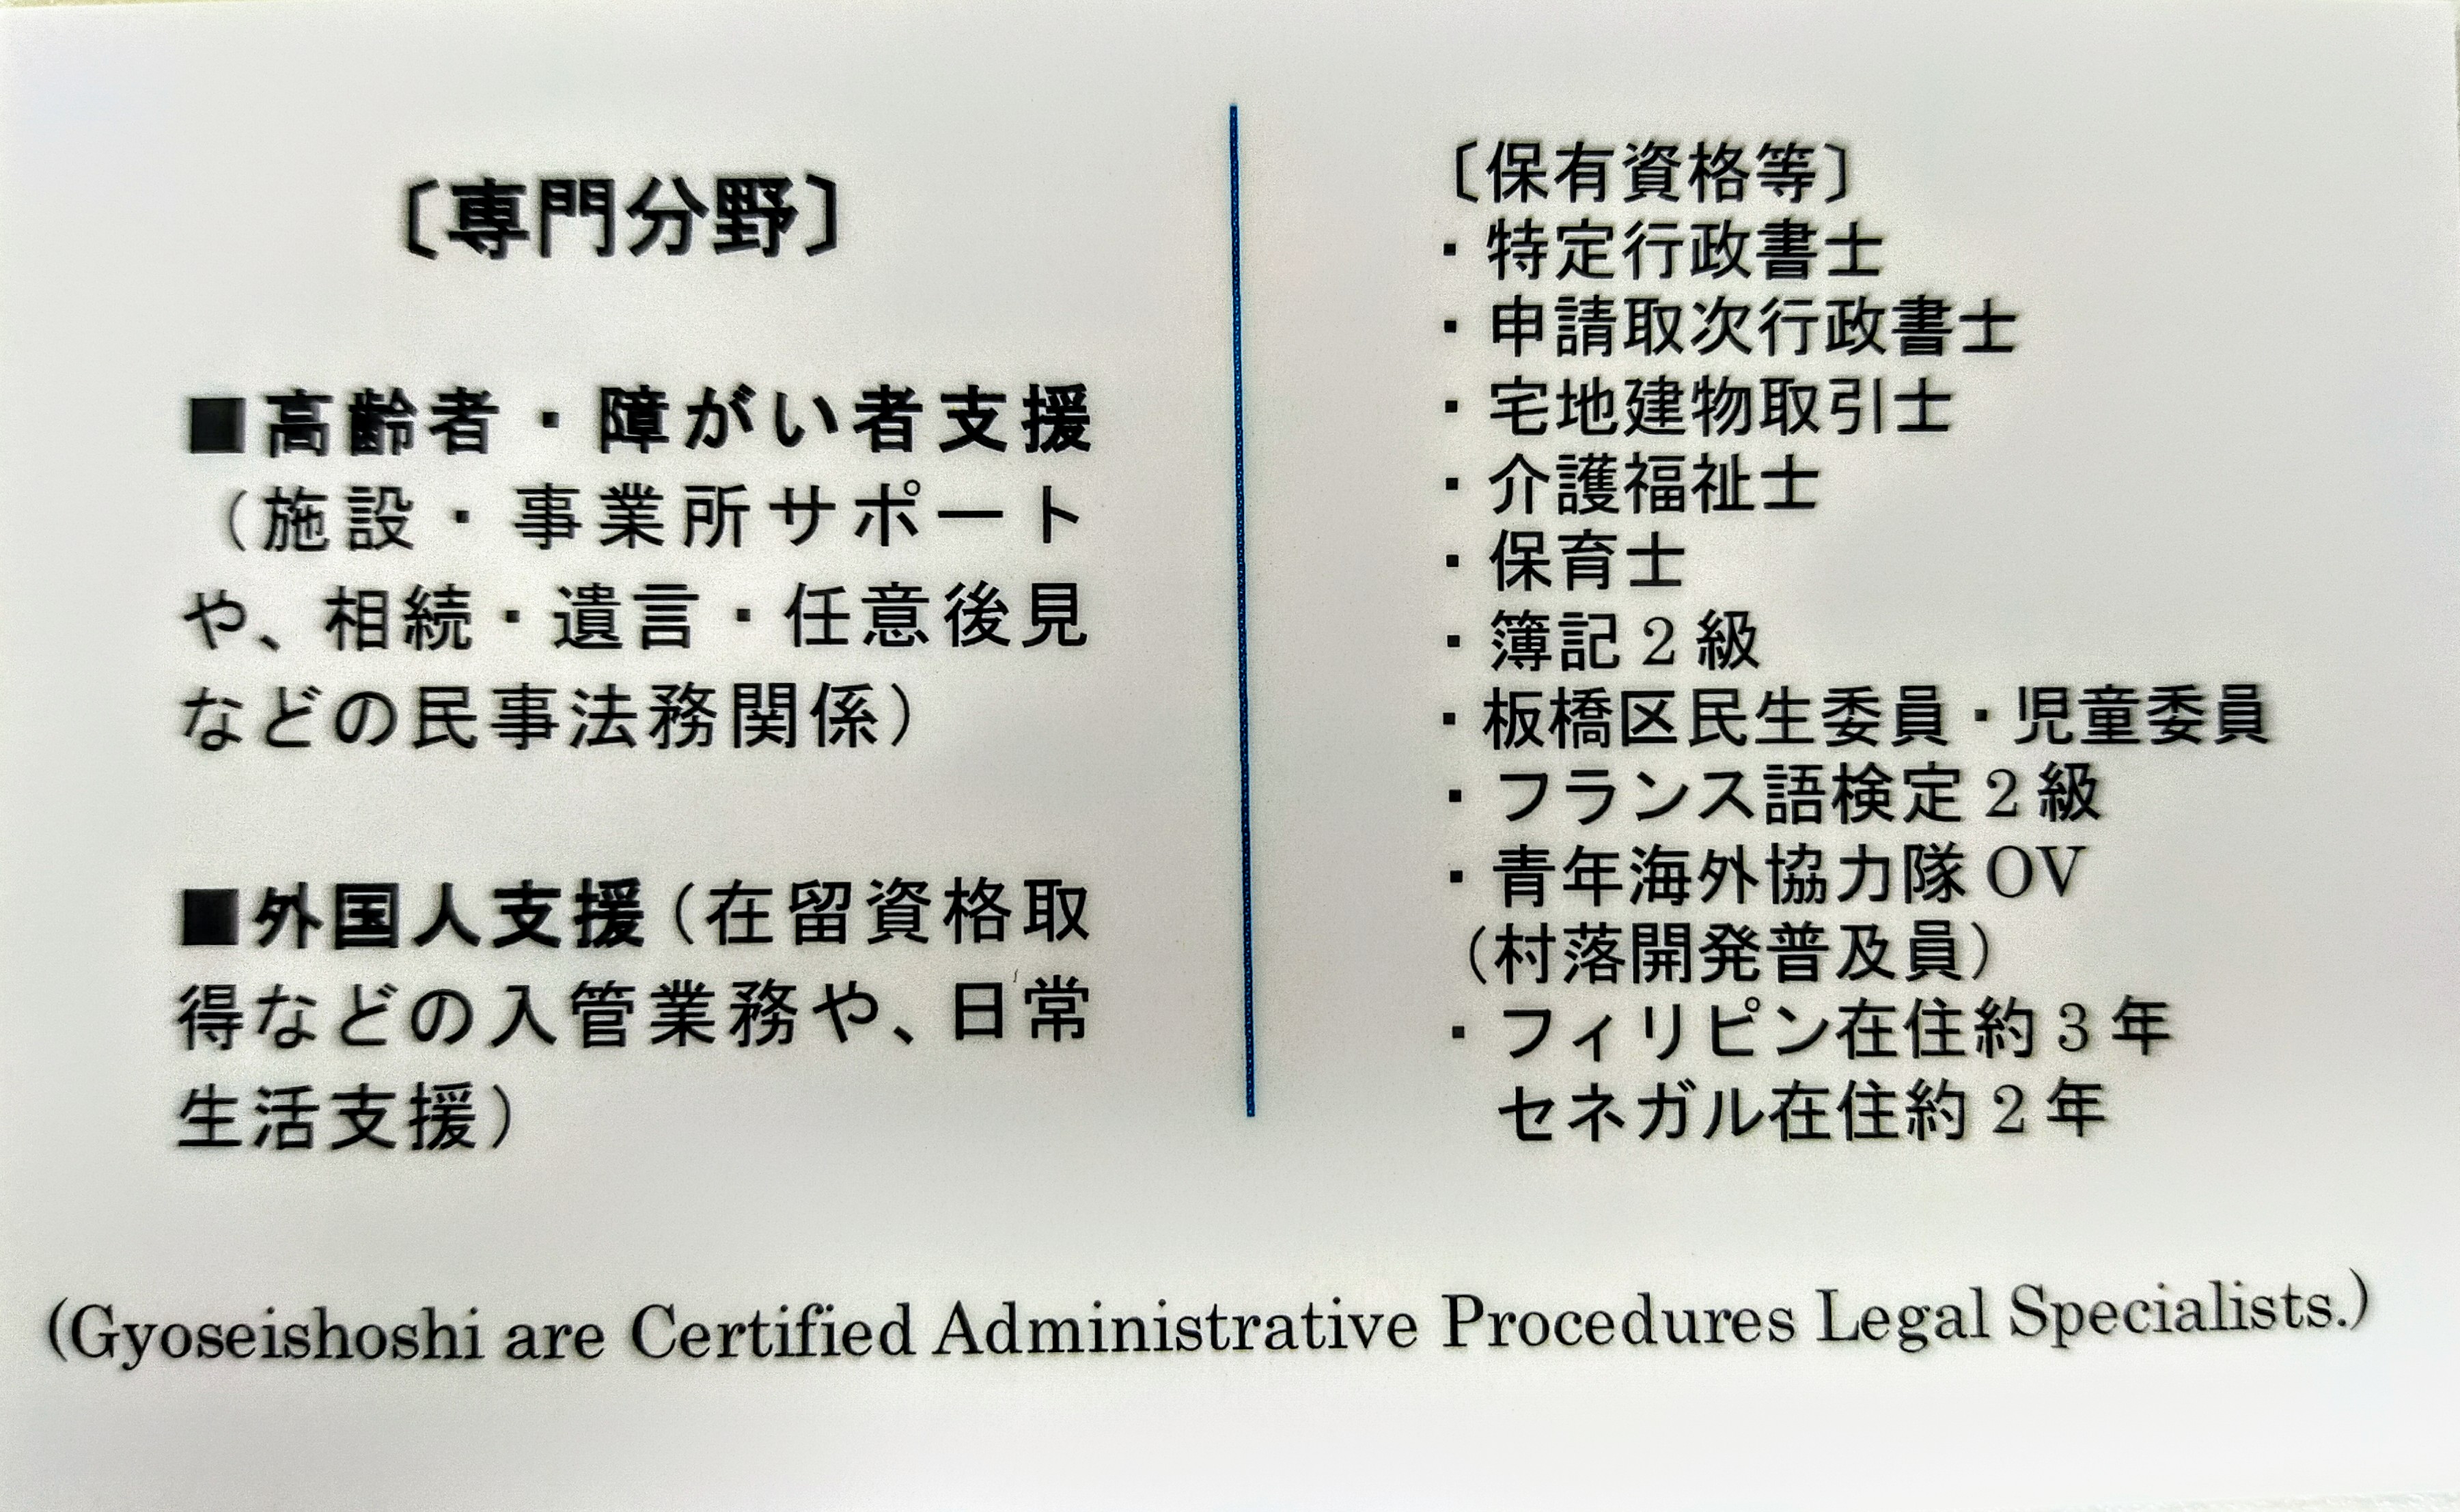 〔専門分野〕
■高齢者・障がい者支援
（施設・事業所サポート
や、相続・遺言・任意後見
などの民事法務関係）
■外国人支援（在留資格取
得などの入管業務や、日常
生活支援）
〔保有資格等〕
・特定行政書士
・申請取次行政書士
・宅地建物取引士
・介護福祉士
・保育士
・簿記2級
・板橋区民生委員・児童委員
・フランス語検定2級
・青年海外協力隊OV
（村落開発普及員）
・フィリピン在住約3年
セネガル在住約2年
(Gyoseishoshi are Certified Administrative Procedures Legal Specialists.)